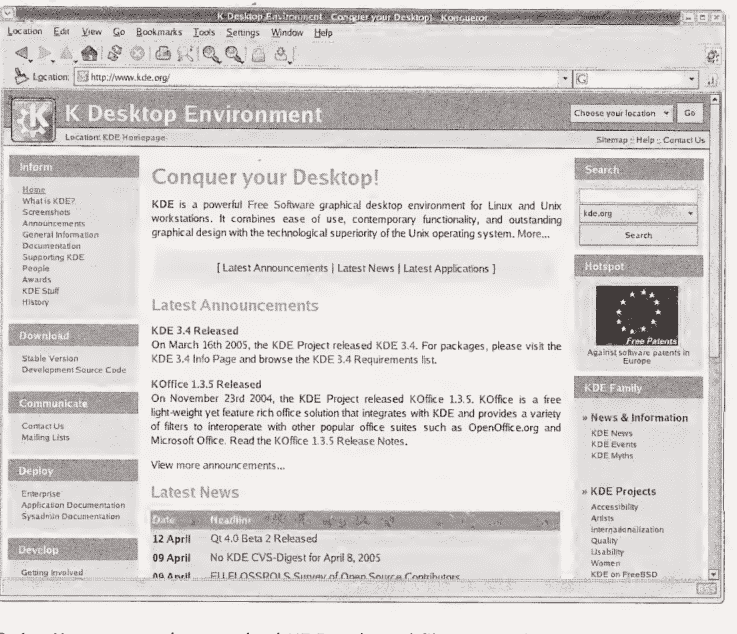 K Desktop Environment - Conquer your Desktop! - Konqueror
Location Edit View Go Bookmarks Tools Settings Window Help
Location: http://www.kde.org/
K Desktop Environment
Choose your location Go
Location: KDE Homepage
Sitemap :: Help :: Contact Us
Inform
Home
What is KDE?
Screenshots
Announcements
General Information
Documentation
Supporting KDE
People
Awards
KDE Stuff
History
Download
Stable Version
Development Source Code
Communicate
Contact Us
Mailing Lists
Deploy
Enterprise
Application Documentation
Sysadmin Documentation
Develop
Getting Involved
Conquer your Desktop!
KDE is a powerful Free Software graphical desktop environment for Linux and Unix
workstations. It combines ease of use, contemporary functionality, and outstanding
graphical design with the technological superiority of the Unix operating system. More...
[ Latest Announcements | Latest News | Latest Applications ]
Latest Announcements
KDE 3.4 Released
On March 16th 2005, the KDE Project released KDE 3.4. For packages, please visit the
KDE 3.4 Info Page and browse the KDE 3.4 Requirements list.
KOffice 1.3.5 Released
On November 23rd 2004, the KDE Project released KOffice 1.3.5. KOffice is a free
light-weight yet feature rich office solution that integrates with KDE and provides a variety
of filters to interoperate with other popular office suites such as OpenOffice.org and
Microsoft Office. Read the KOffice 1.3.5 Release Notes.
View more announcements...
Latest News
Date Headline
12 April Qt 4.0 Beta 2 Released
09 April No KDE CVS-Digest for April 8, 2005
09 April EU FLOSSPOLS Survey of Open Source Contributors
Search
kde.org
Search
Hotspot
Free Patents
Against software patents in
Europe
KDE Family
» News & Information
KDE News
KDE Events
KDE Myths
» KDE Projects
Accessibility
Artists
Internationalization
Quality
Usability
Women
KDE on FreeBSD